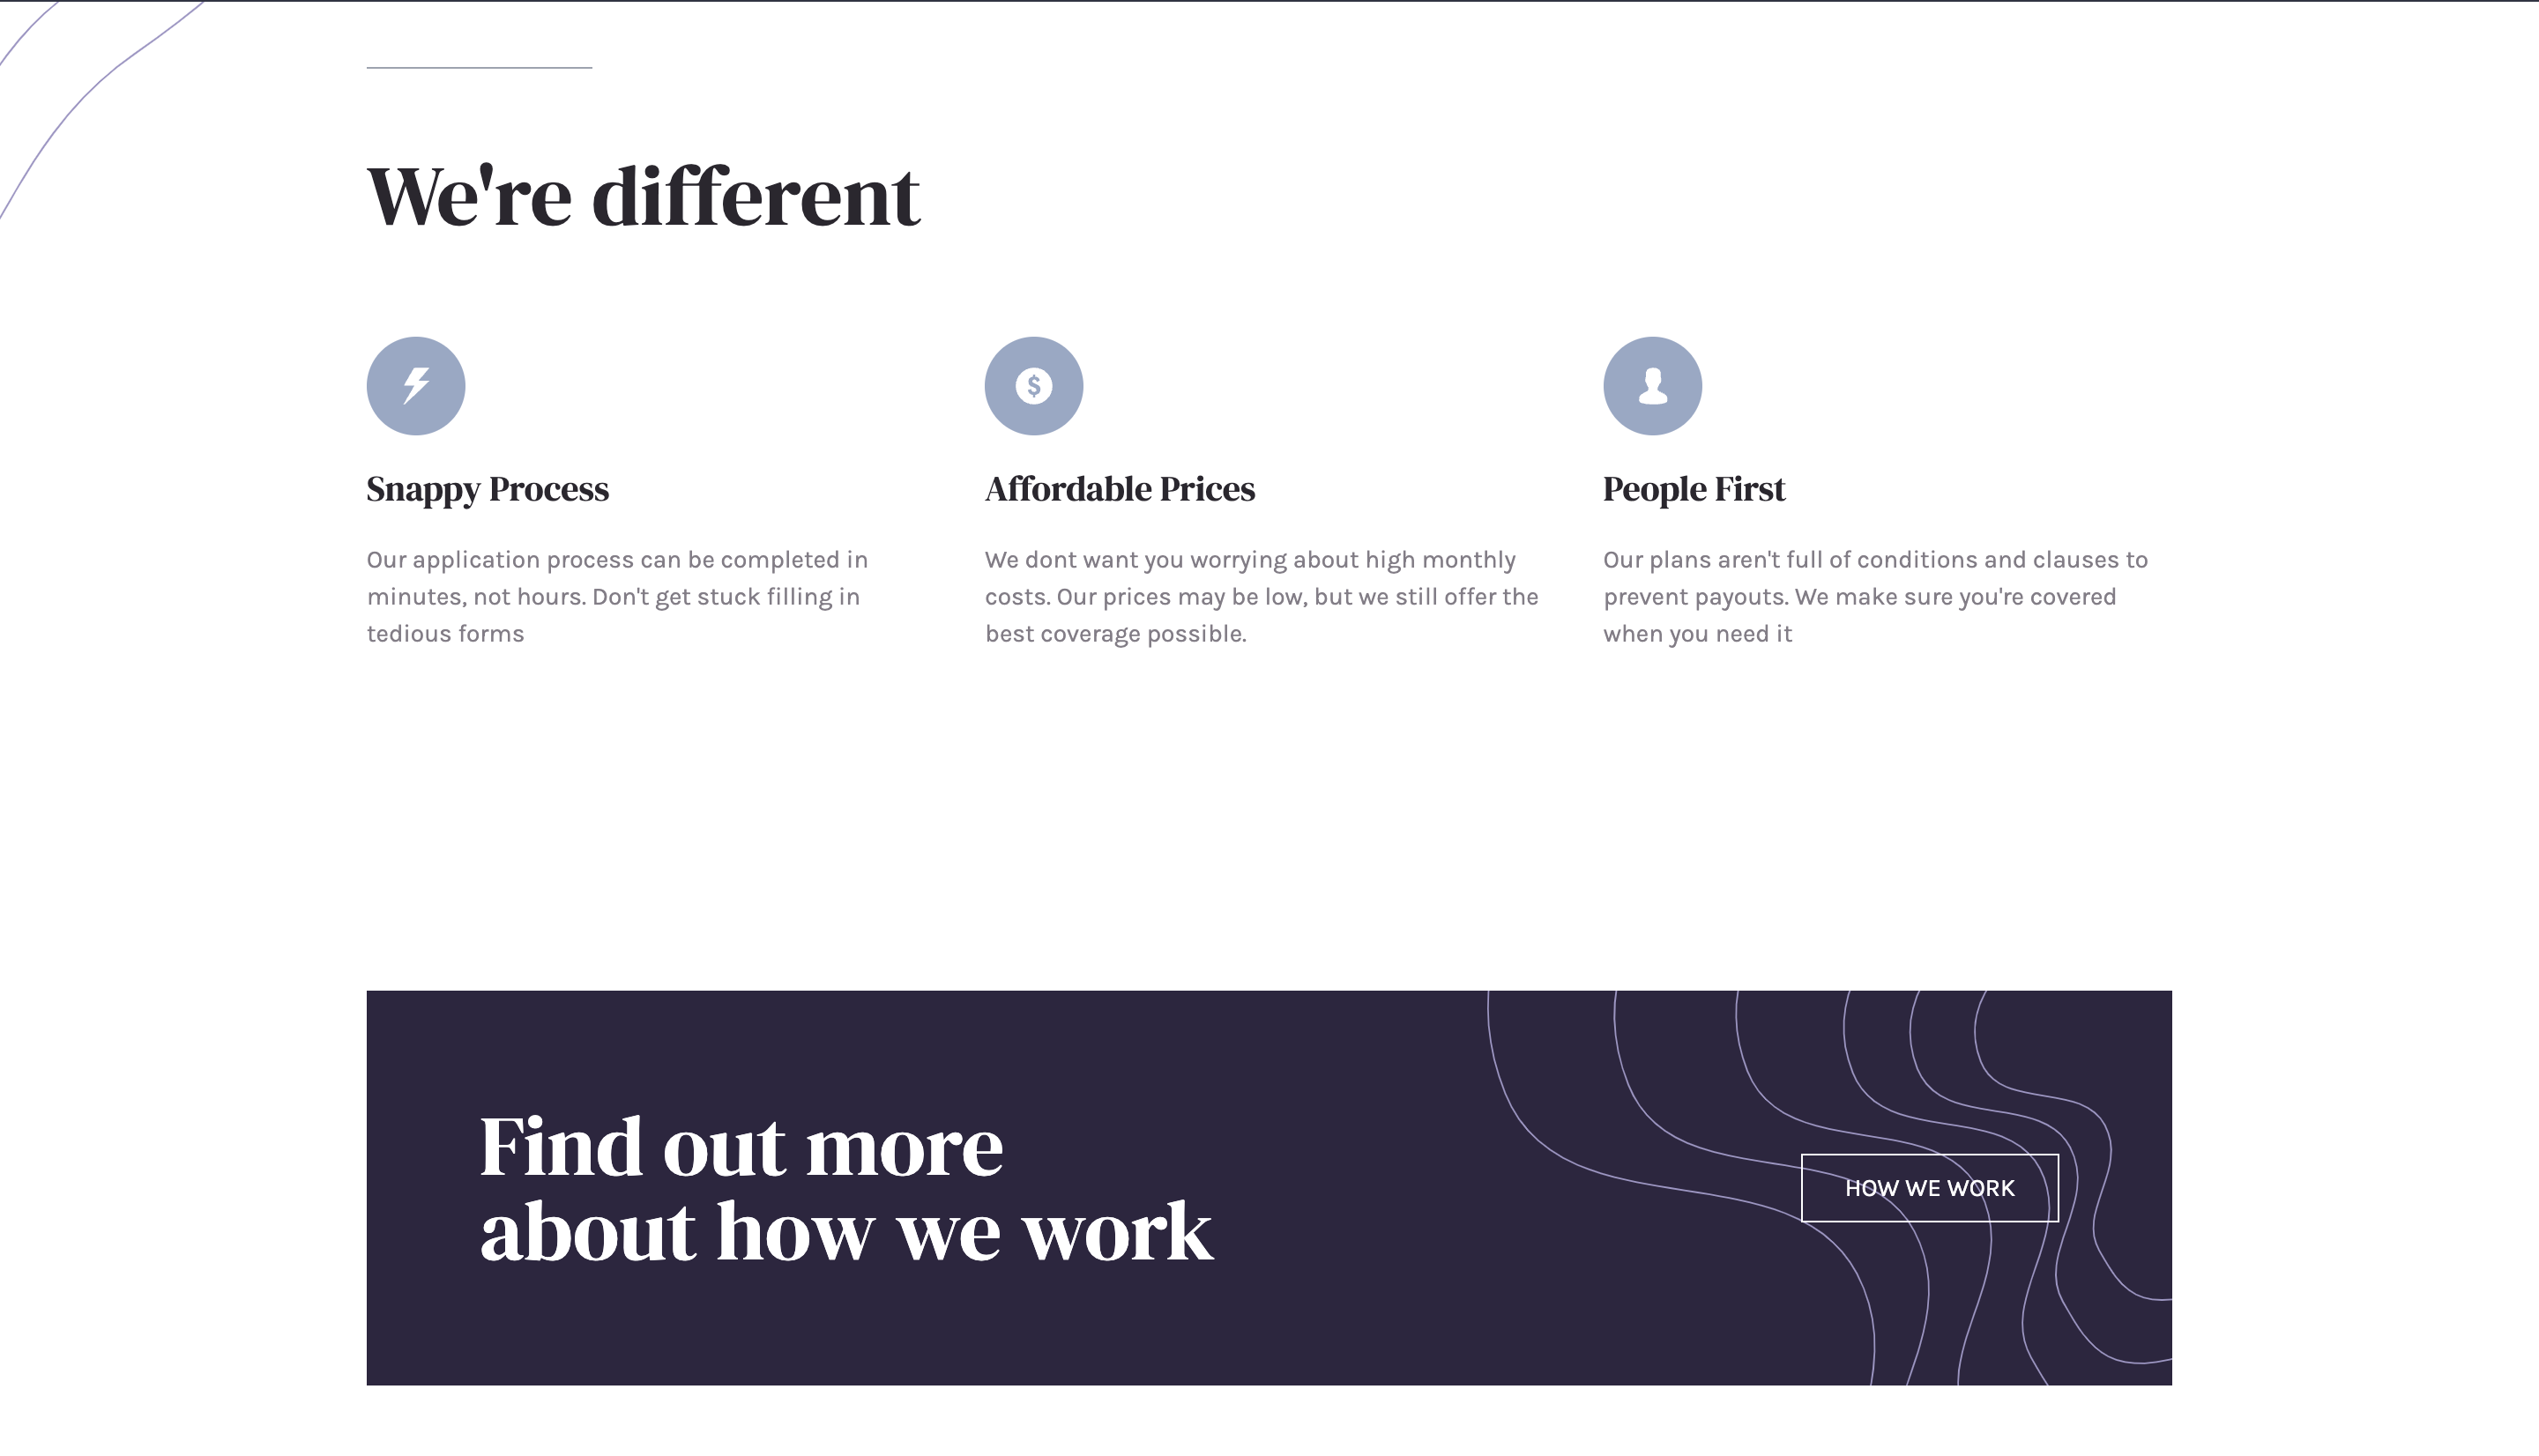 We're different
Snappy Process
Our application process can be completed in
minutes, not hours. Don't get stuck filling in
tedious forms
$
Affordable Prices
We dont want you worrying about high monthly
costs. Our prices may be low, but we still offer the
best coverage possible.
People First
Our plans aren't full of conditions and clauses to
prevent payouts. We make sure you're covered
when you need it
Find out more
about how we work
HOW WE WORK